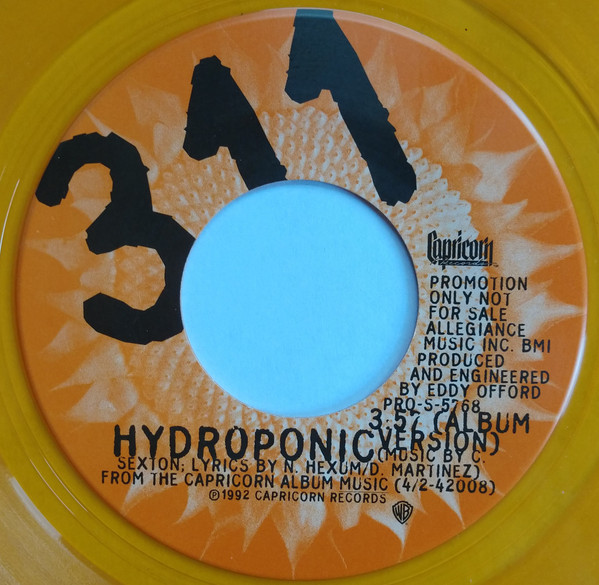 311
Capricorn
Records
PROMOTION
ONLY NOT
FOR SALE
ALLEGIANCE
MUSIC INC. BMI
PRODUCED
AND ENGINEERED
BY EDDY OFFORD
PRO-S-5768
3:57 (ALBUM
VERSION)
HYDROPONIC
(MUSIC BY C.
SEXTON; LYRICS BY N. HEXUM/D. MARTINEZ)
FROM THE CAPRICORN ALBUM MUSIC (4/2-42008)
℗1992 CAPRICORN RECORDS
WB